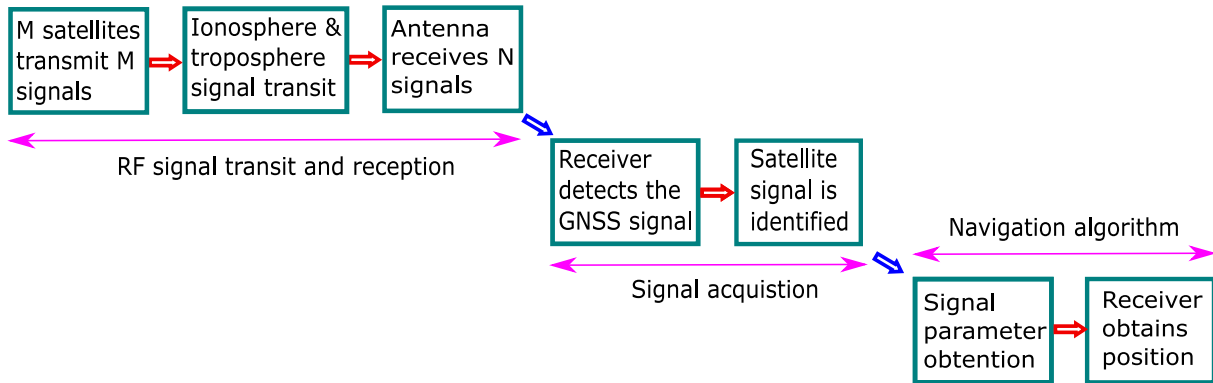 M satellites
transmit M
signals
Ionosphere &
troposphere
signal transit
Antenna
receives N
signals
RF signal transit and reception
Receiver
detects the
GNSS signal
Satellite
signal is
identified
Signal acquistion
Navigation algorithm
Signal
parameter
obtention
Receiver
obtains
position